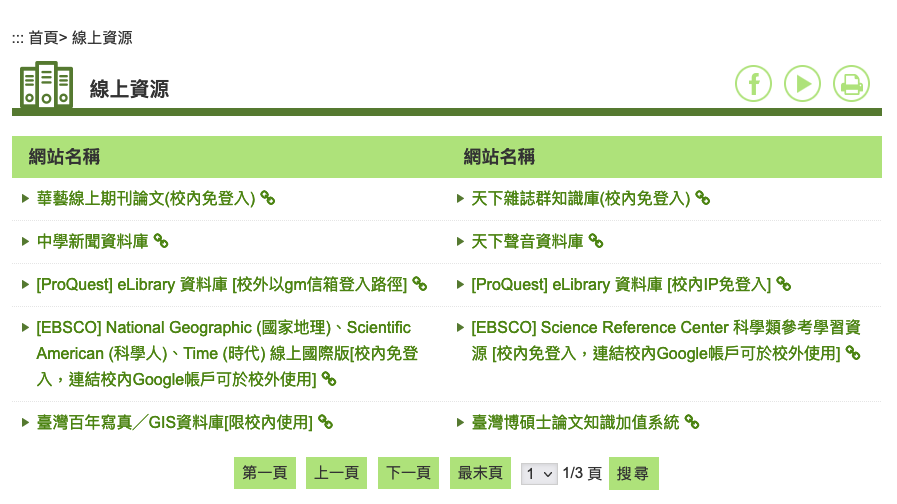 ::: 首頁> 線上資源
線上資源
網站名稱 網站名稱
華藝線上期刊論文(校內免登入) 天下雜誌群知識庫(校內免登入)
中學新聞資料庫 天下聲音資料庫
[ProQuest] eLibrary 資料庫 [校外以gm信箱登入路徑] [ProQuest] eLibrary 資料庫 [校內IP免登入]
[EBSCO] National Geographic (國家地理)、Scientific
American (科學人)、Time (時代) 線上國際版[校內免登
入，連結校內Google帳戶可於校外使用]
[EBSCO] Science Reference Center 科學類參考學習資
源 [校內免登入，連結校內Google帳戶可於校外使用]
臺灣百年寫真／GIS資料庫[限校內使用] 臺灣博碩士論文知識加值系統
第一頁 上一頁 下一頁 最末頁 1 1/3 頁 搜尋